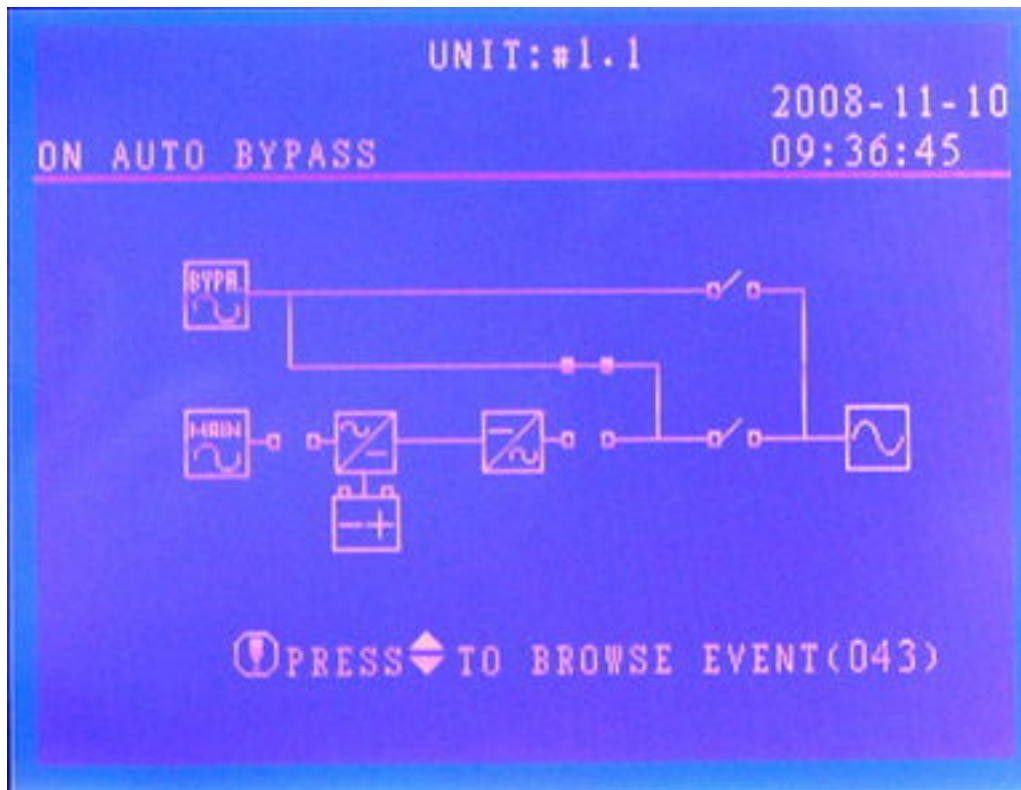 UNIT:#1.1
2008-11-10
ON AUTO BYPASS
09:36:45
BYPA.
MAIN
PRESS TO BROWSE EVENT(043)